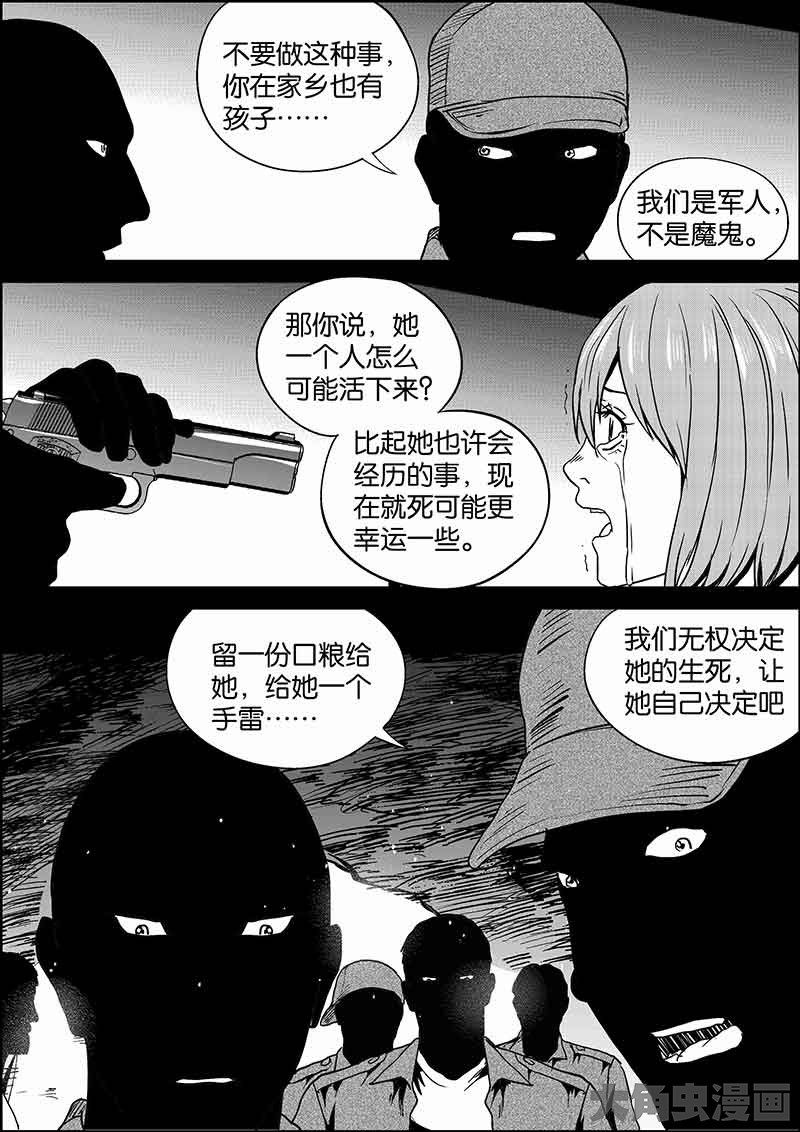 不要做这种事，
你在家乡也有
孩子……
我们是军人，
不是魔鬼。
那你说，她
一个人怎么
可能活下来？
比起她也许会
经历的事，现
在就死可能更
幸运一些。
留一份口粮给
她，给她一个
手雷……
我们无权决定
她的生死，让
她自己决定吧
大角虫漫画